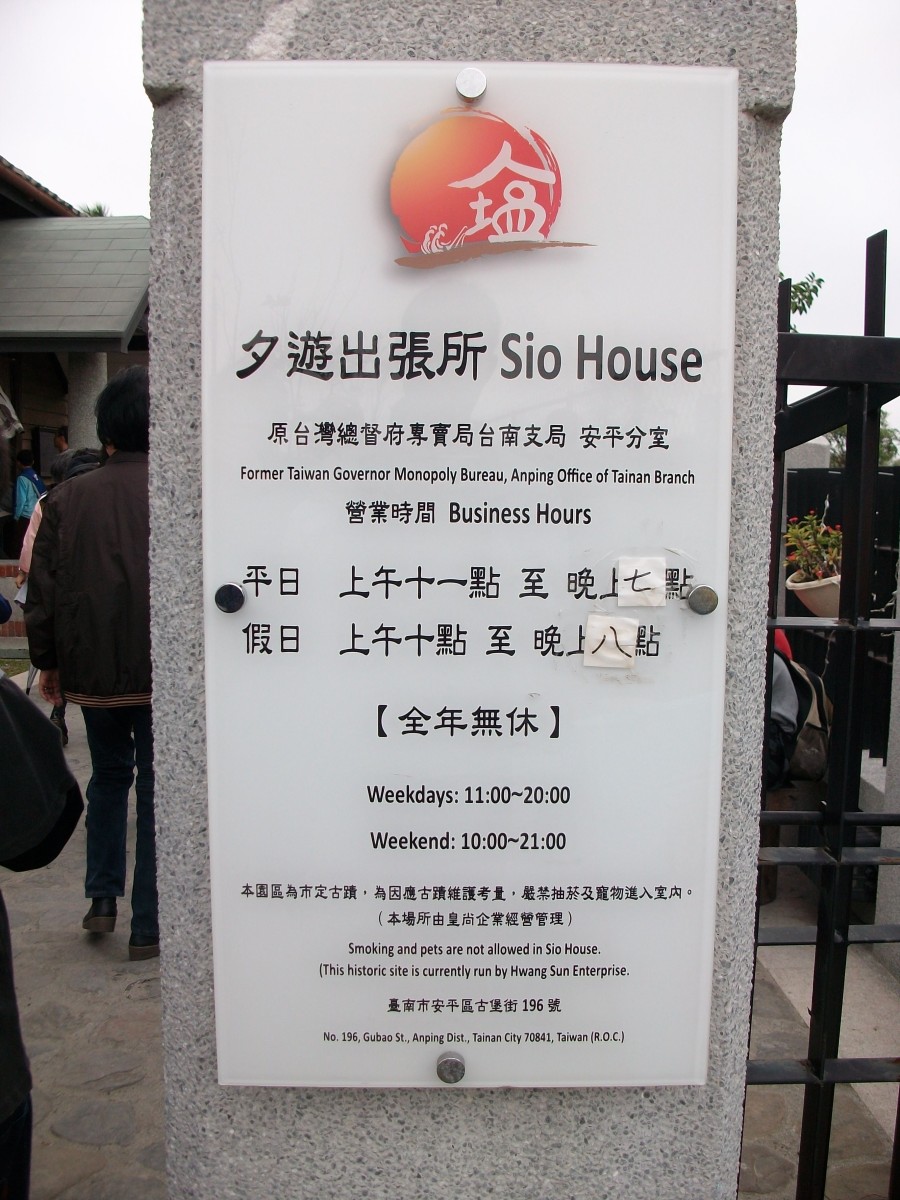 塩
夕遊出張所 Sio House
原台灣總督府專賣局台南支局 安平分室
Former Taiwan Governor Monopoly Bureau, Anping Office of Tainan Branch
營業時間 Business Hours
平日 上午十一點 至 晚上七點
假日 上午十點 至 晚上八點
【全年無休】
Weekdays: 11:00~20:00
Weekend: 10:00~21:00
本園區為市定古蹟，為因應古蹟維護考量，嚴禁抽菸及寵物進入室內。
（本場所由皇尚企業經營管理）
Smoking and pets are not allowed in Sio House.
(This historic site is currently run by Hwang Sun Enterprise.
臺南市安平區古堡街 196 號
No. 196, Gubao St., Anping Dist., Tainan City 70841, Taiwan (R.O.C.)